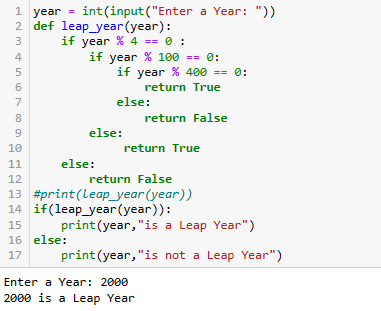 1 year = int(input("Enter a Year: "))
2 def leap_year(year):
3     if year % 4 == 0 :
4         if year % 100 == 0:
5             if year % 400 == 0:
6                 return True
7             else:
8                 return False
9         else:
10              return True
11     else:
12         return False
13 #print(leap_year(year))
14 if(leap_year(year)):
15     print(year,"is a Leap Year")
16 else:
17     print(year,"is not a Leap Year")
Enter a Year: 2000
2000 is a Leap Year